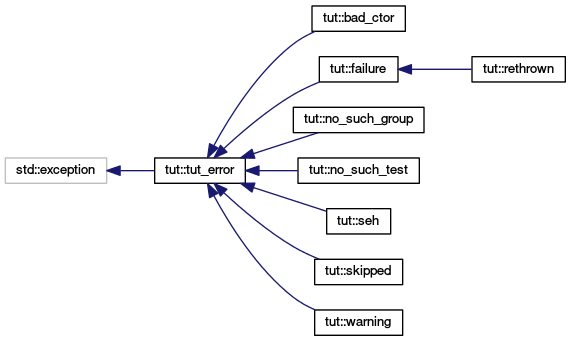 tut::bad_ctor
tut::failure
tut::rethrown
tut::no_such_group
std::exception
tut::tut_error
tut::no_such_test
tut::seh
tut::skipped
tut::warning